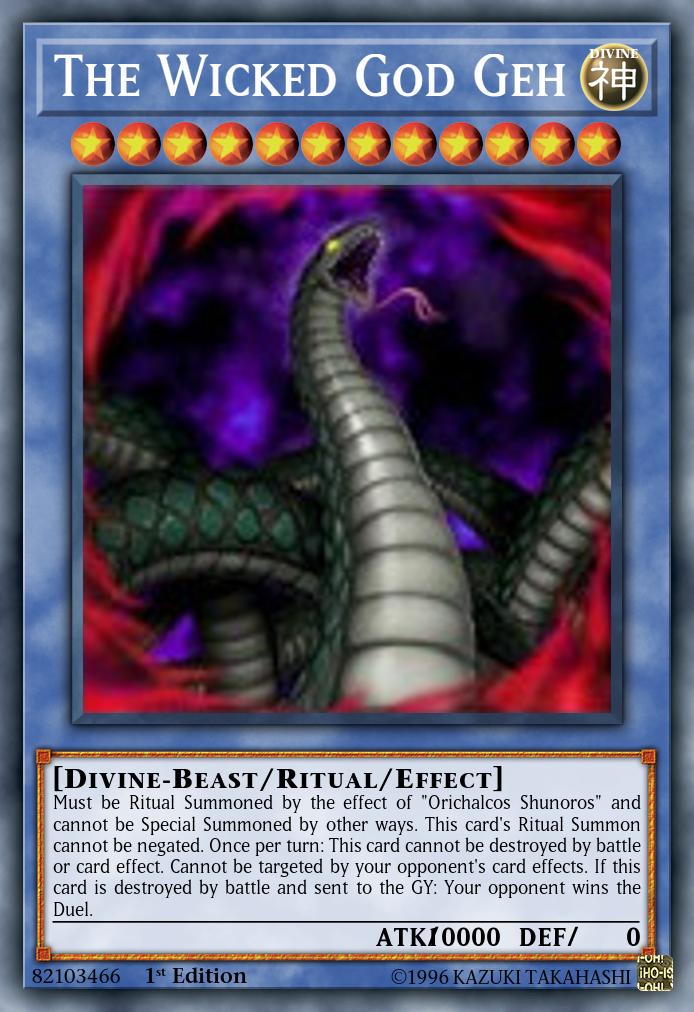 The Wicked God Geh
DIVINE
神
[Divine-Beast/Ritual/Effect]
Must be Ritual Summoned by the effect of "Orichalcos Shunoros" and
cannot be Special Summoned by other ways. This card's Ritual Summon
cannot be negated. Once per turn: This card cannot be destroyed by battle
or card effect. Cannot be targeted by your opponent's card effects. If this
card is destroyed by battle and sent to the GY: Your opponent wins the
Duel.
ATK/10000 DEF/ 0
82103466 1st Edition ©1996 KAZUKI TAKAHASHI